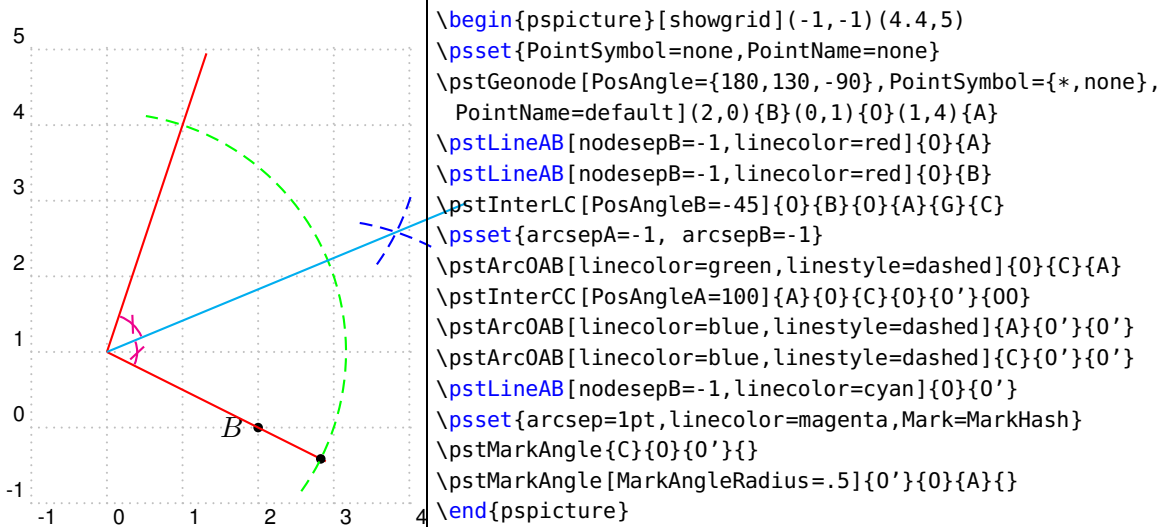 5
4
3
2
1
0
-1
-1 0 1 2 3 4
B
\begin{pspicture}[showgrid](-1,-1)(4.4,5)
\psset{PointSymbol=none,PointName=none}
\pstGeonode[PosAngle={180,130,-90},PointSymbol={*,none},
PointName=default](2,0){B}(0,1){O}(1,4){A}
\pstLineAB[nodesepB=-1,linecolor=red]{O}{A}
\pstLineAB[nodesepB=-1,linecolor=red]{O}{B}
\pstInterLC[PosAngleB=-45]{O}{B}{O}{A}{G}{C}
\psset{arcsepA=-1, arcsepB=-1}
\pstArcOAB[linecolor=green,linestyle=dashed]{O}{C}{A}
\pstInterCC[PosAngleA=100]{A}{O}{C}{O}{O’}{OO}
\pstArcOAB[linecolor=blue,linestyle=dashed]{A}{O’}{O’}
\pstArcOAB[linecolor=blue,linestyle=dashed]{C}{O’}{O’}
\pstLineAB[nodesepB=-1,linecolor=cyan]{O}{O’}
\psset{arcsep=1pt,linecolor=magenta,Mark=MarkHash}
\pstMarkAngle{C}{O}{O’}{}
\pstMarkAngle[MarkAngleRadius=.5]{O’}{O}{A}{}
\end{pspicture}